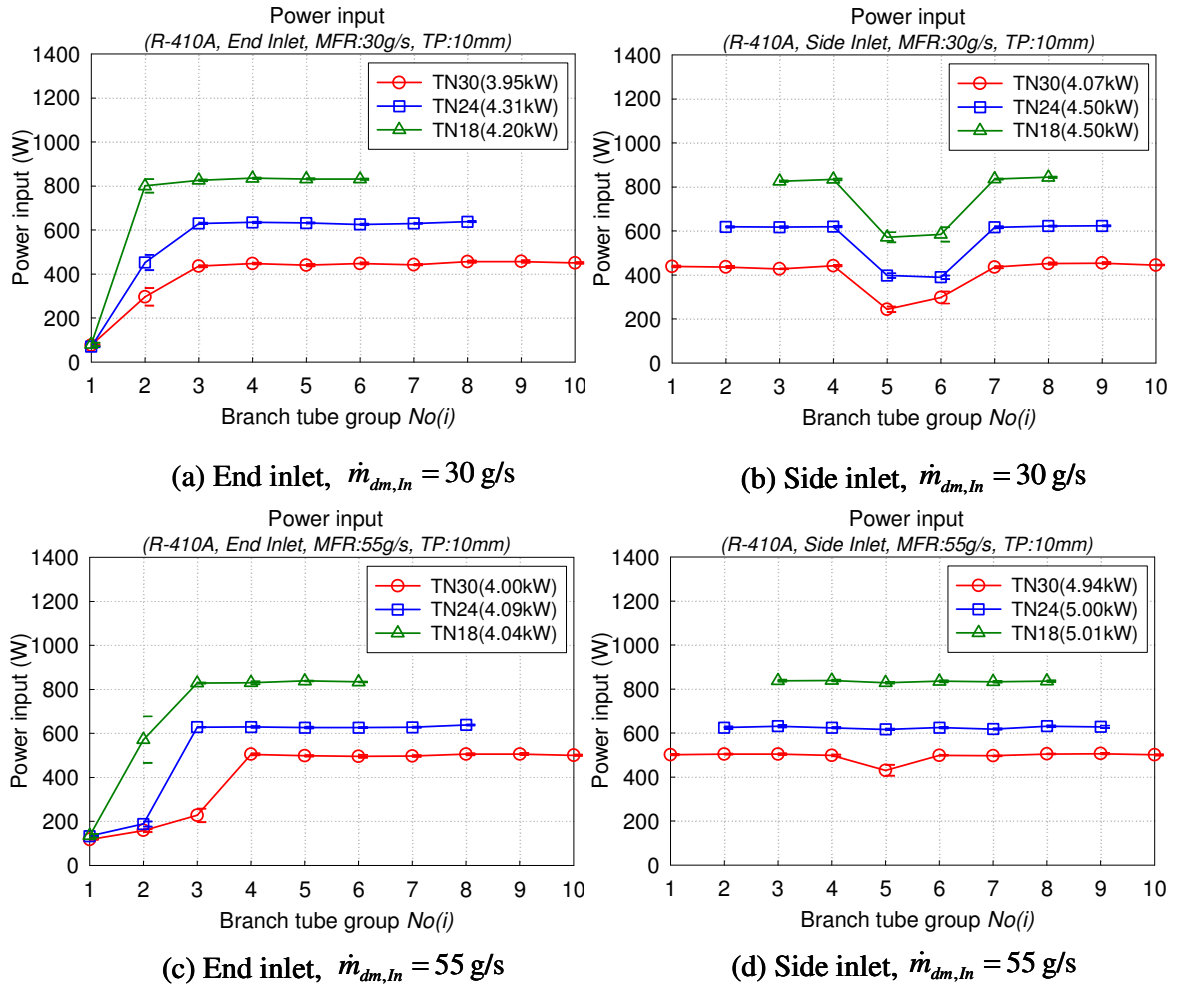 Power input
(R-410A, End Inlet, MFR:30g/s, TP:10mm)
1400
1200
1000
800
600
400
200
0
Power input (W)
TN30(3.95kW)
TN24(4.31kW)
TN18(4.20kW)
1 2 3 4 5 6 7 8 9 10
Branch tube group No(i)
(a) End inlet, ṁdm,In = 30 g/s
Power input
(R-410A, Side Inlet, MFR:30g/s, TP:10mm)
1400
1200
1000
800
600
400
200
0
Power input (W)
TN30(4.07kW)
TN24(4.50kW)
TN18(4.50kW)
1 2 3 4 5 6 7 8 9 10
Branch tube group No(i)
(b) Side inlet, ṁdm,In = 30 g/s
Power input
(R-410A, End Inlet, MFR:55g/s, TP:10mm)
1400
1200
1000
800
600
400
200
0
Power input (W)
TN30(4.00kW)
TN24(4.09kW)
TN18(4.04kW)
1 2 3 4 5 6 7 8 9 10
Branch tube group No(i)
(c) End inlet, ṁdm,In = 55 g/s
Power input
(R-410A, Side Inlet, MFR:55g/s, TP:10mm)
1400
1200
1000
800
600
400
200
0
Power input (W)
TN30(4.94kW)
TN24(5.00kW)
TN18(5.01kW)
1 2 3 4 5 6 7 8 9 10
Branch tube group No(i)
(d) Side inlet, ṁdm,In = 55 g/s